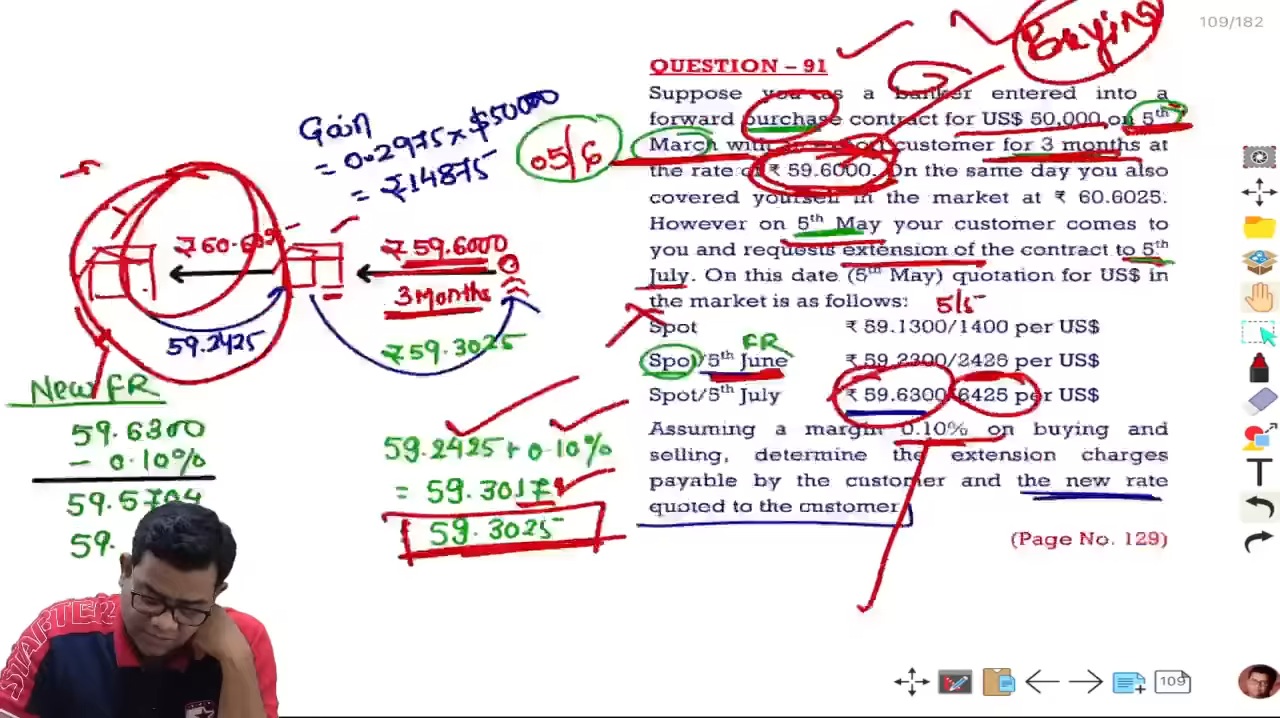 109/182
Buying
QUESTION - 91
Suppose you as a banker entered into a
forward purchase contract for US$ 50,000 on 5th
March with an export customer for 3 months at
the rate of ₹ 59.6000. On the same day you also
covered yourself in the market at ₹ 60.6025.
However on 5th May your customer comes to
you and requests extension of the contract to 5th
July. On this date (5th May) quotation for US$ in
the market is as follows:
5/5
Spot ₹ 59.1300/1400 per US$
FR
Spot/5th June ₹ 59.2300/2425 per US$
Spot/5th July ₹ 59.6300/6425 per US$
Assuming a margin 0.10% on buying and
selling, determine the extension charges
payable by the customer and the new rate
quoted to the customer.
(Page No. 129)
Gain
= 0.2975 x $50000
= ₹14875
05/6
₹59.6000
3 Months
59.2425
₹59.3025
New FR
59.6300
- 0.10%
59.5704
59.
59.2425 + 0.10%
= 59.3017
59.3025
STARTER
T
109